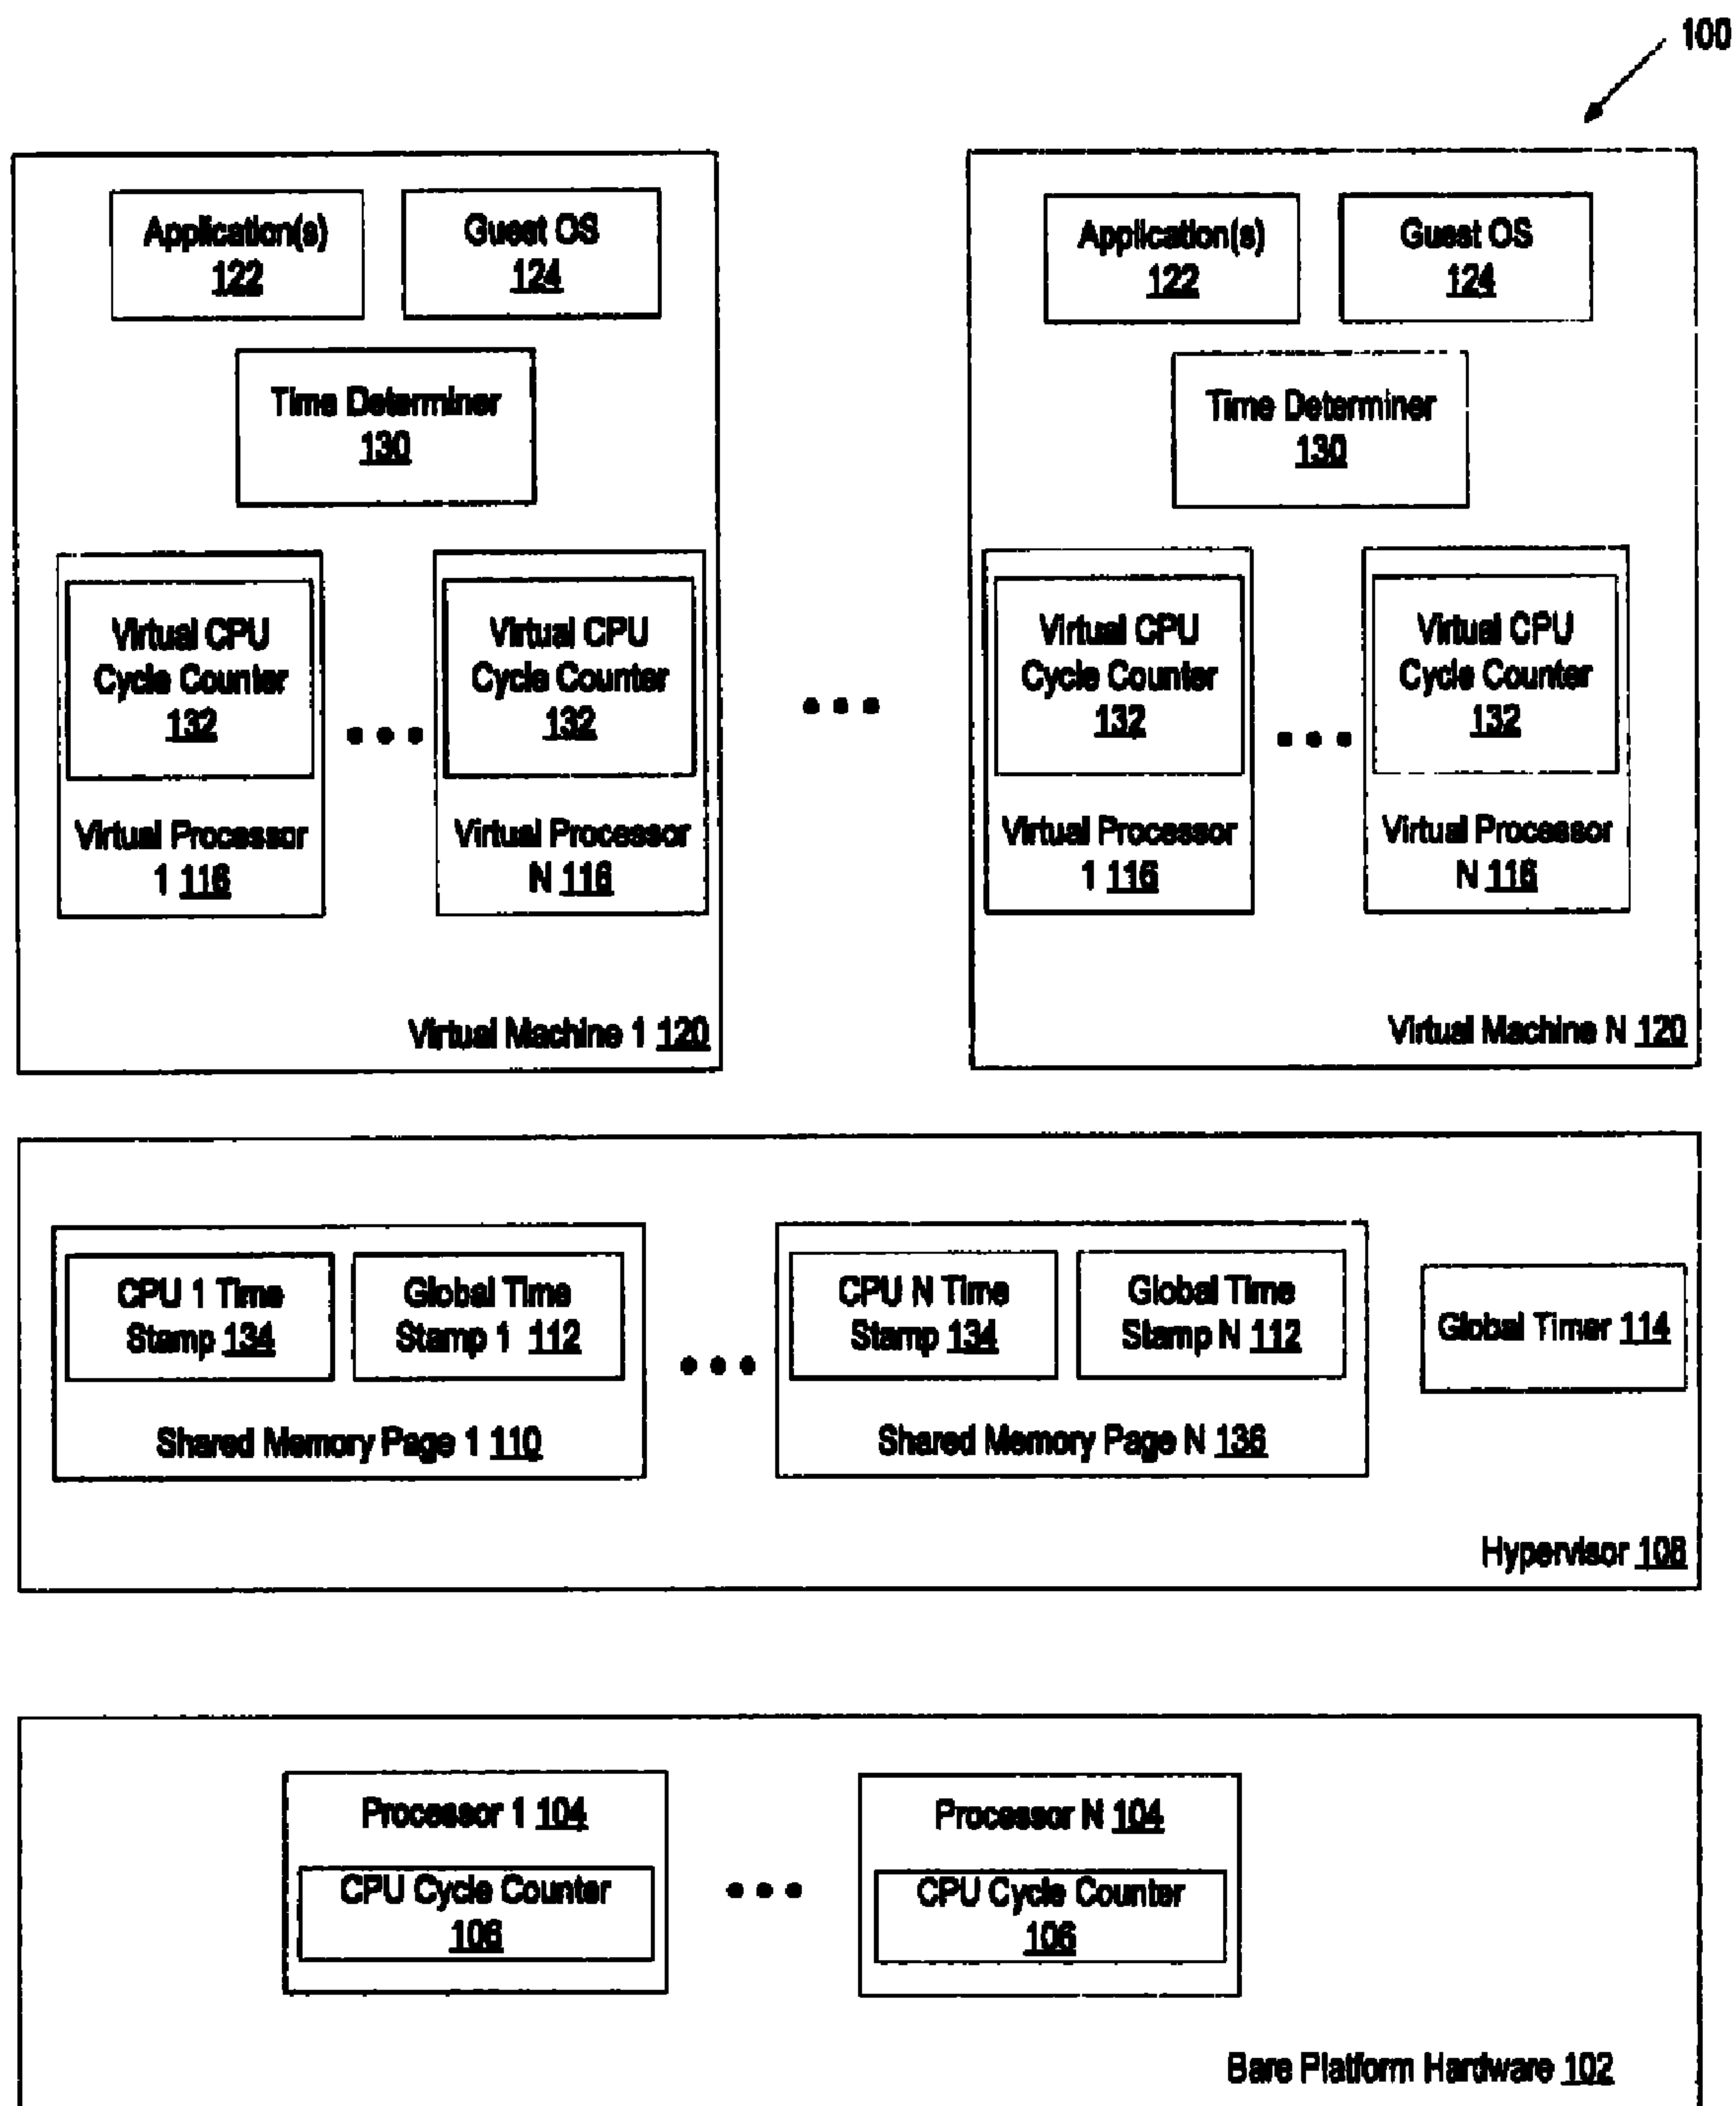 100
Application(s)
122
Guest OS
124
Time Determiner
130
Virtual CPU
Cycle Counter
132
Virtual Processor
1 116
Virtual CPU
Cycle Counter
132
Virtual Processor
N 116
Virtual Machine 1 120
Application(s)
122
Guest OS
124
Time Determiner
130
Virtual CPU
Cycle Counter
132
Virtual Processor
1 116
Virtual CPU
Cycle Counter
132
Virtual Processor
N 116
Virtual Machine N 120
CPU 1 Time
Stamp 134
Global Time
Stamp 1 112
Shared Memory Page 1 110
CPU N Time
Stamp 134
Global Time
Stamp N 112
Shared Memory Page N 136
Global Timer 114
Hypervisor 108
Processor 1 104
CPU Cycle Counter
106
Processor N 104
CPU Cycle Counter
106
Bare Platform Hardware 102